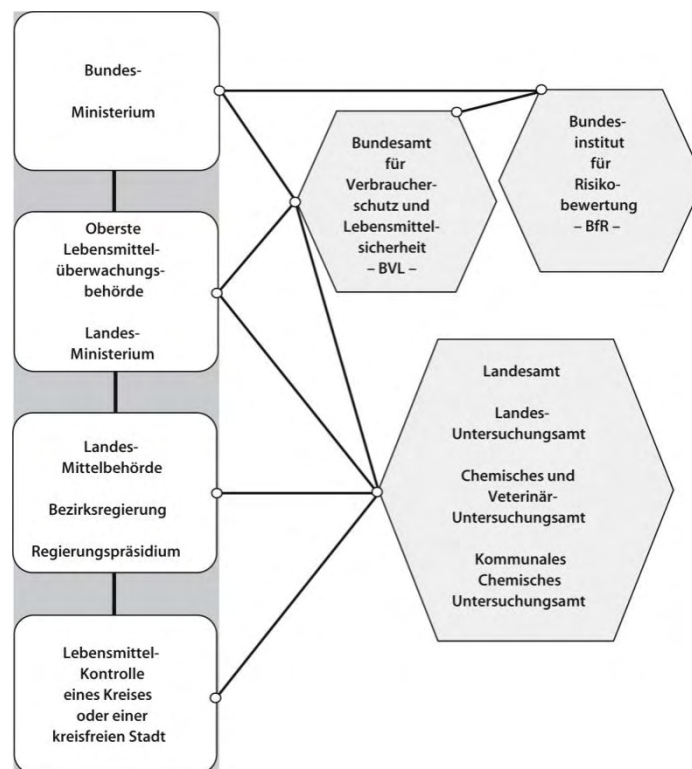 Bundes-
Ministerium
Oberste
Lebensmittel-
überwachungs-
behörde
Landes-
Ministerium
Landes-
Mittelbehörde
Bezirksregierung
Regierungspräsidium
Lebensmittel-
Kontrolle
eines Kreises
oder einer
kreisfreien Stadt
Bundesamt
für
Verbraucher-
schutz und
Lebensmittel-
sicherheit
– BVL –
Bundes-
institut
für
Risiko-
bewertung
– BfR –
Landesamt
Landes-
Untersuchungsamt
Chemisches und
Veterinär-
Untersuchungsamt
Kommunales
Chemisches
Untersuchungsamt